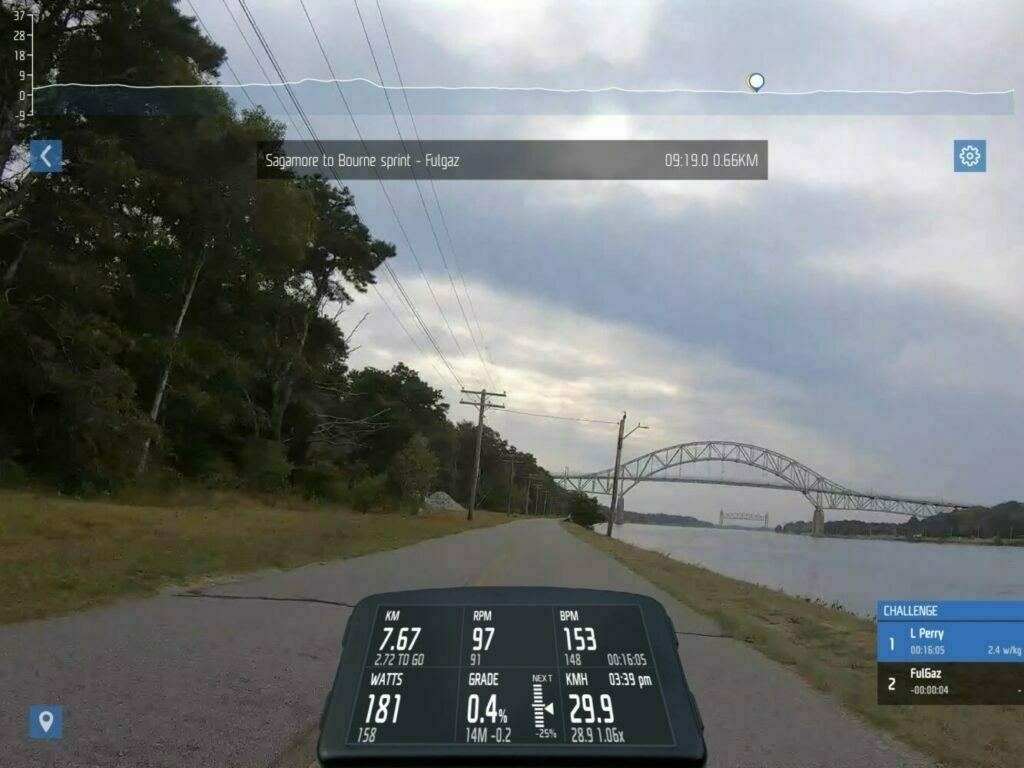 37
28
18
9
0
-9
Sagamore to Bourne sprint - Fulgaz 09:19.0 0.66KM
KM RPM BPM
7.67 97 153
2.72 TO GO 91 148 00:16:05
WATTS GRADE NEXT KMH 03:39 pm
181 0.4% 29.9
158 14M -0.2 -25% 28.9 1.06x
CHALLENGE
1 L Perry
00:16:05 2.4 w/kg
2 FulGaz
-00:00:04 -